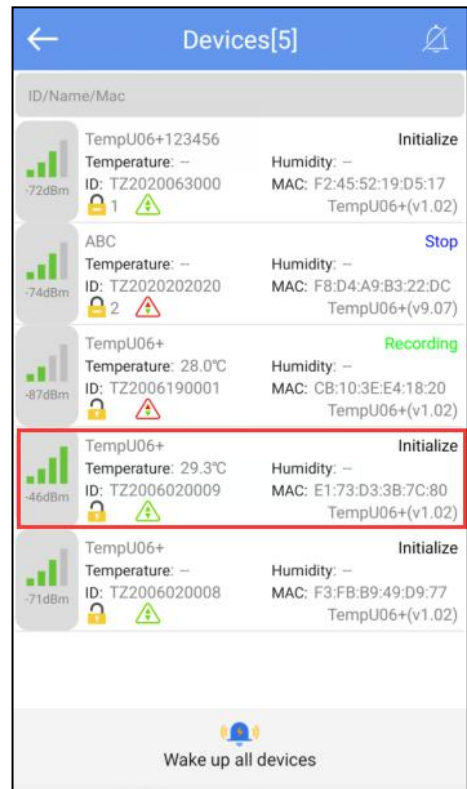 Devices[5]
ID/Name/Mac
TempU06+123456 Initialize
Temperature: -- Humidity: --
-72dBm ID: TZ2020063000 MAC: F2:45:52:19:D5:17
1 TempU06+(v1.02)
ABC Stop
Temperature: -- Humidity: --
-74dBm ID: TZ2020202020 MAC: F8:D4:A9:B3:22:DC
2 TempU06+(v9.07)
TempU06+ Recording
Temperature: 28.0℃ Humidity: --
-87dBm ID: TZ2006190001 MAC: CB:10:3E:E4:18:20
TempU06+(v1.02)
TempU06+ Initialize
Temperature: 29.3℃ Humidity: --
-46dBm ID: TZ2006020009 MAC: E1:73:D3:3B:7C:80
TempU06+(v1.02)
TempU06+ Initialize
Temperature: -- Humidity: --
-71dBm ID: TZ2006020008 MAC: F3:FB:B9:49:D9:77
TempU06+(v1.02)
Wake up all devices